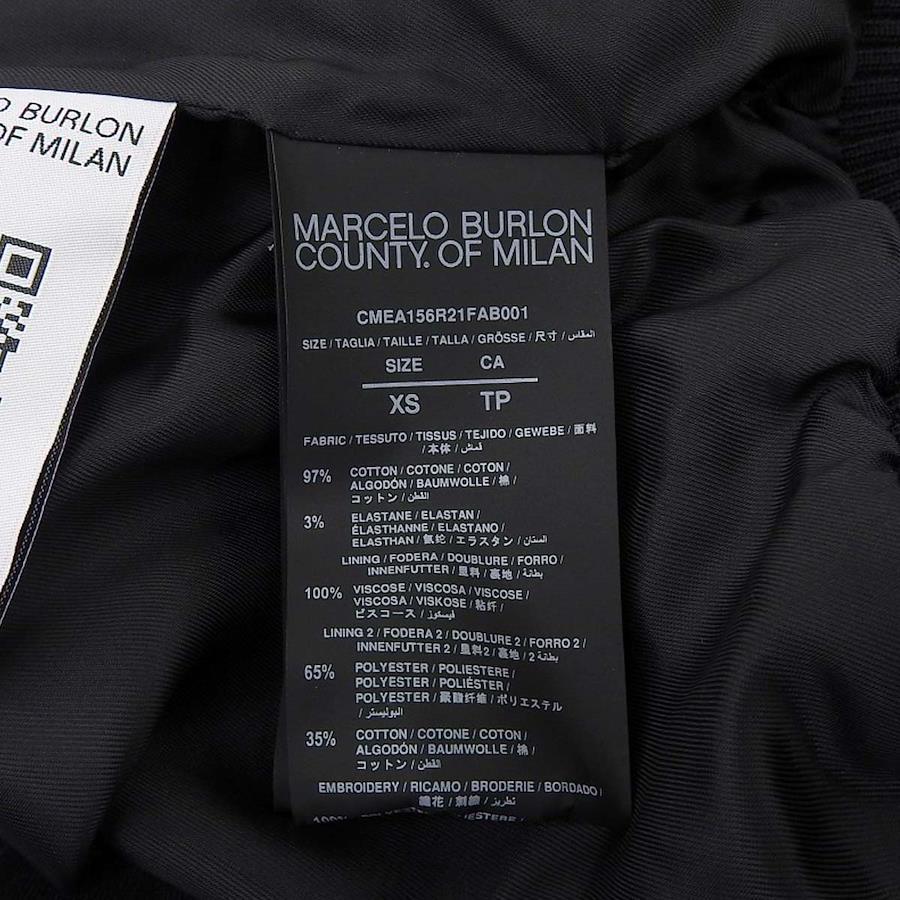 O BURLON
OF MILAN
MARCELO BURLON
COUNTY. OF MILAN
CMEA156R21FAB001
SIZE / TAGLIA / TAILLE / TALLA / GRÖSSE / 尺寸 / المقاس
SIZE CA
XS TP
FABRIC / TESSUTO / TISSUS / TEJIDO / GEWEBE / 面料
/ 本体 / قماش
97% COTTON / COTONE / COTON /
ALGODÓN / BAUMWOLLE / 棉 /
コットン / القطن
3% ELASTANE / ELASTAN /
ÉLASTHANNE / ELASTANO /
ELASTHAN / 氨纶 / エラスタン / الستان
LINING / FODERA / DOUBLURE / FORRO /
INNENFUTTER / 里料 / 裏地 / بطانة
100% VISCOSE / VISCOSA / VISCOSE /
VISCOSA / VISKOSE / 粘纤 /
ビスコース / فيسكوز
LINING 2 / FODERA 2 / DOUBLURE 2 / FORRO 2 /
INNENFUTTER 2 / 里料2 / 裏地 / بطانة 2
65% POLYESTER / POLIESTERE /
POLYESTER / POLIÉSTER /
POLYESTER / 聚酯纤维 / ポリエステル
/ البوليستر
35% COTTON / COTONE / COTON /
ALGODÓN / BAUMWOLLE / 棉 /
コットン / القطن
EMBROIDERY / RICAMO / BRODERIE / BORDADO /
绣花 / 刺繍 / تطريز
100% POLYESTER